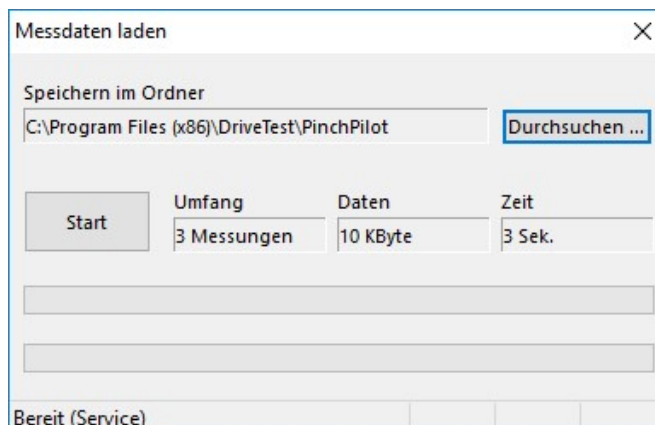 Messdaten laden
Speichern im Ordner
C:\Program Files (x86)\DriveTest\PinchPilot
Durchsuchen ...
Start
Umfang
Daten
Zeit
3 Messungen
10 KByte
3 Sek.
Bereit (Service)